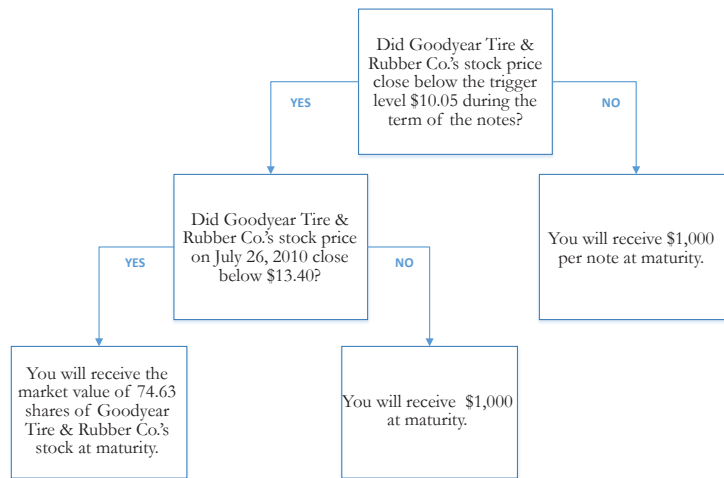 Did Goodyear Tire &
Rubber Co.'s stock price
close below the trigger
level $10.05 during the
term of the notes?
YES
NO
Did Goodyear Tire &
Rubber Co.'s stock price
on July 26, 2010 close
below $13.40?
You will receive $1,000
per note at maturity.
YES
NO
You will receive the
market value of 74.63
shares of Goodyear
Tire & Rubber Co.'s
stock at maturity.
You will receive  $1,000
at maturity.